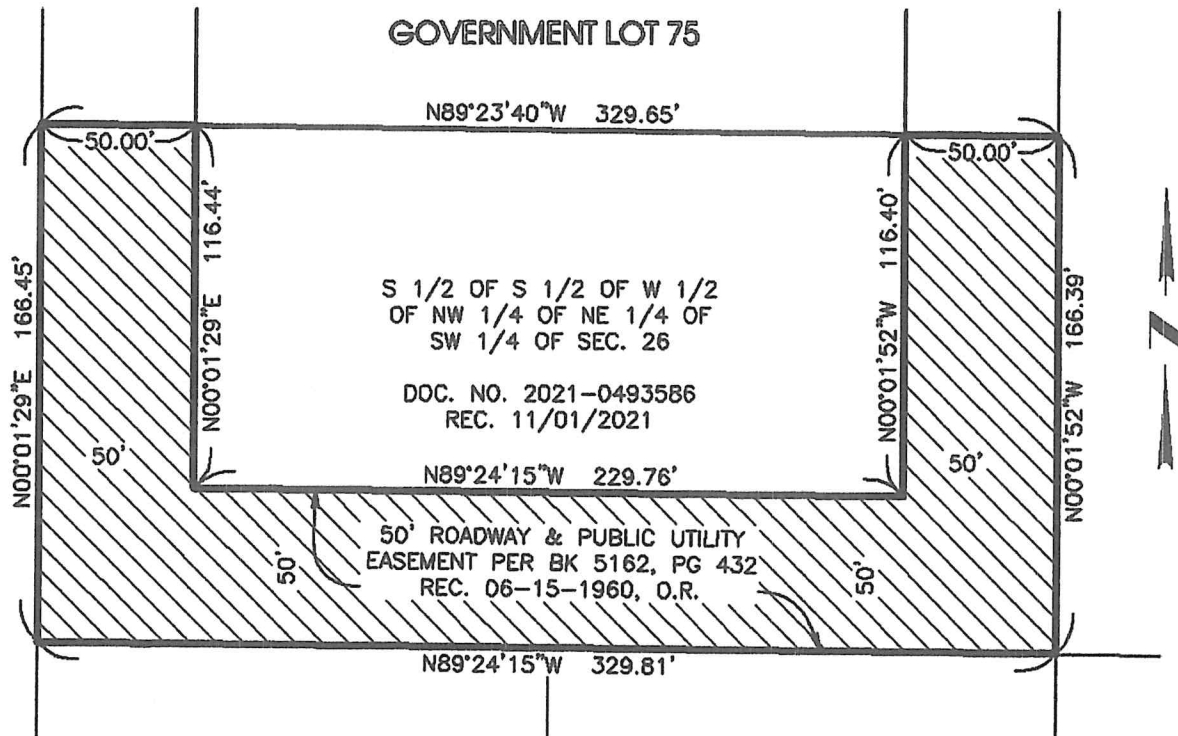 GOVERNMENT LOT 75
N89°23'40"W 329.65'
50.00'
50.00'
N00°01'29"E 166.45'
N00°01'29"E 116.44'
N00°01'52"W 116.40'
N00°01'52"W 166.39'
S 1/2 OF S 1/2 OF W 1/2
OF NW 1/4 OF NE 1/4 OF
SW 1/4 OF SEC. 26
DOC. NO. 2021-0493586
REC. 11/01/2021
50'
50'
N89°24'15"W 229.76'
50' ROADWAY & PUBLIC UTILITY
EASEMENT PER BK 5162, PG 432
REC. 06-15-1960, O.R.
50'
50'
N89°24'15"W 329.81'